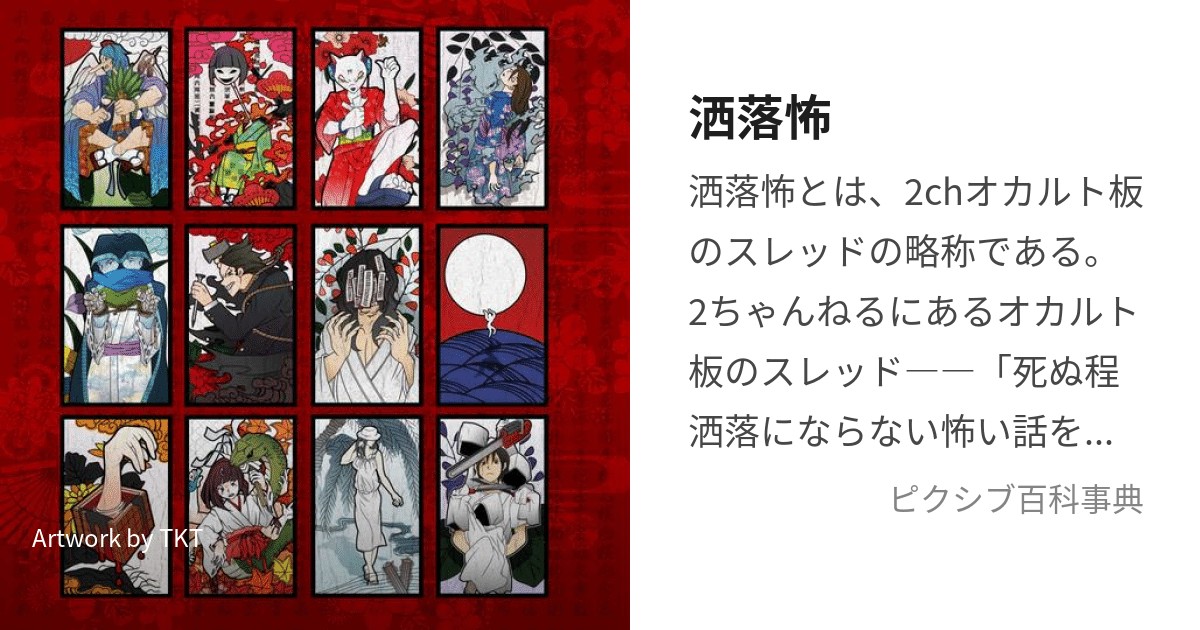 Artwork by TKT
洒落怖
洒落怖とは、2chオカルト板
のスレッドの略称である。
2ちゃんねるにあるオカルト
板のスレッド――「死ぬ程
洒落にならない怖い話を...
ピクシブ百科事典